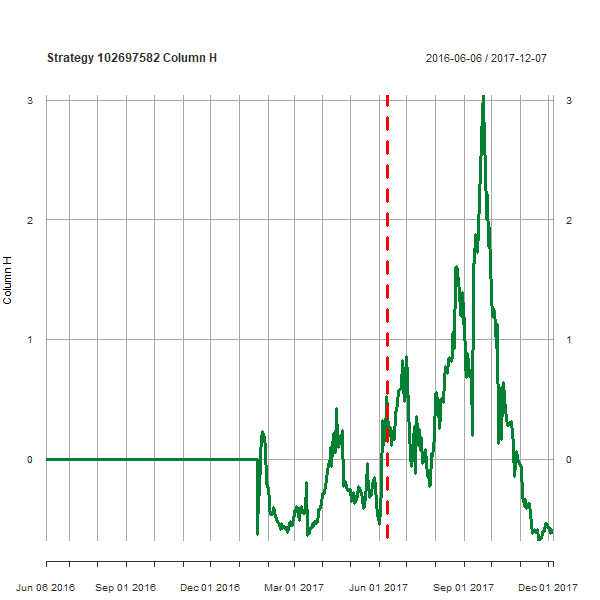 Strategy 102697582 Column H
2016-06-06 / 2017-12-07
3
3
2
2
1
1
0
0
Column H
Jun 06 2016
Sep 01 2016
Dec 01 2016
Mar 01 2017
Jun 01 2017
Sep 01 2017
Dec 01 2017